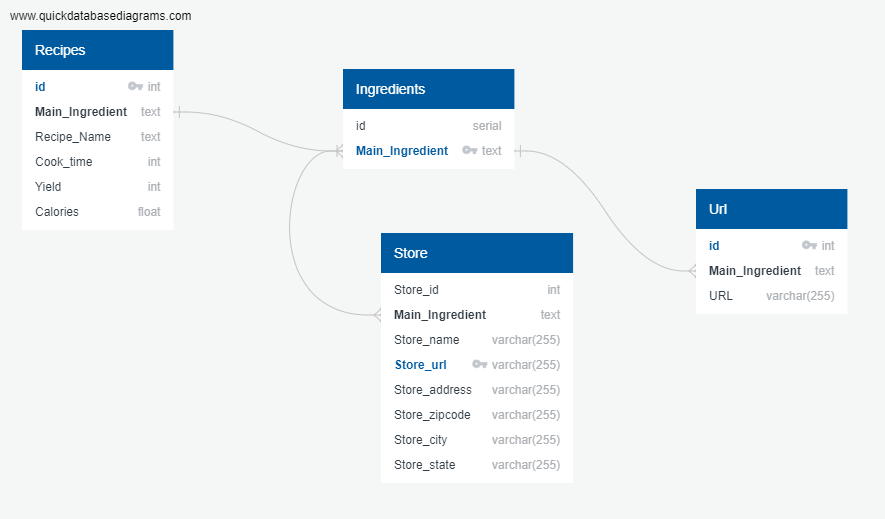 www.quickdatabasediagrams.com
Recipes
id int
Main_Ingredient text
Recipe_Name text
Cook_time int
Yield int
Calories float
Ingredients
id serial
Main_Ingredient text
Store
Store_id int
Main_Ingredient text
Store_name varchar(255)
Store_url varchar(255)
Store_address varchar(255)
Store_zipcode varchar(255)
Store_city varchar(255)
Store_state varchar(255)
Url
id int
Main_Ingredient text
URL varchar(255)